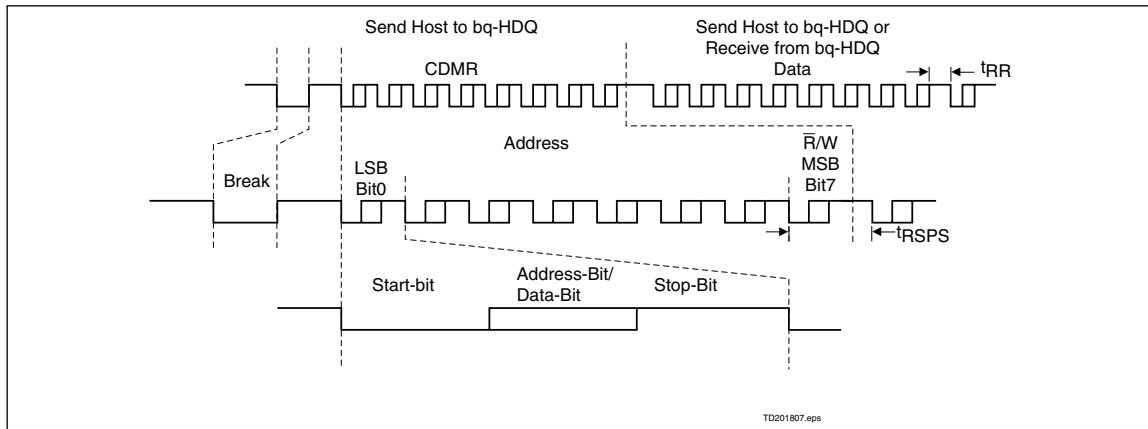 Send Host to bq-HDQ
Send Host to bq-HDQ or
Receive from bq-HDQ
CDMR
Data
tRR
Address
R̅/W
MSB
Bit7
LSB
Bit0
Break
tRSPS
Start-bit
Address-Bit/
Data-Bit
Stop-Bit
TD201807.eps